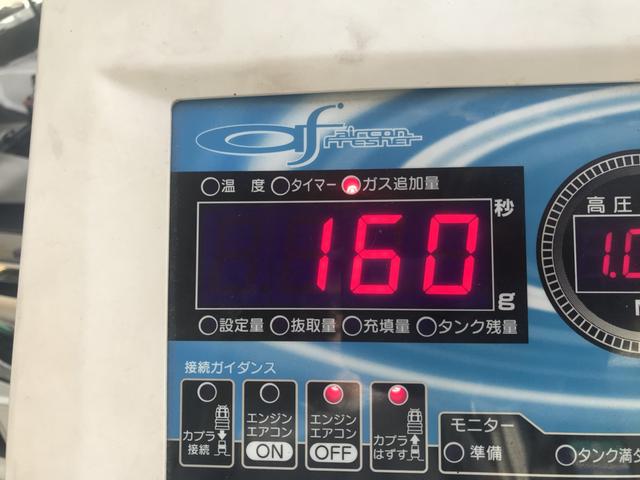 af aircon
fresher
温 度 タイマー ガス追加量
秒
160
g
設定量 抜取量 充填量 タンク残量
高圧
1.0
接続ガイダンス
カプラ
接続
エンジン
エアコン
ON
エンジン
エアコン
OFF
カプラ
はずす
モニター
準備 タンク満タ